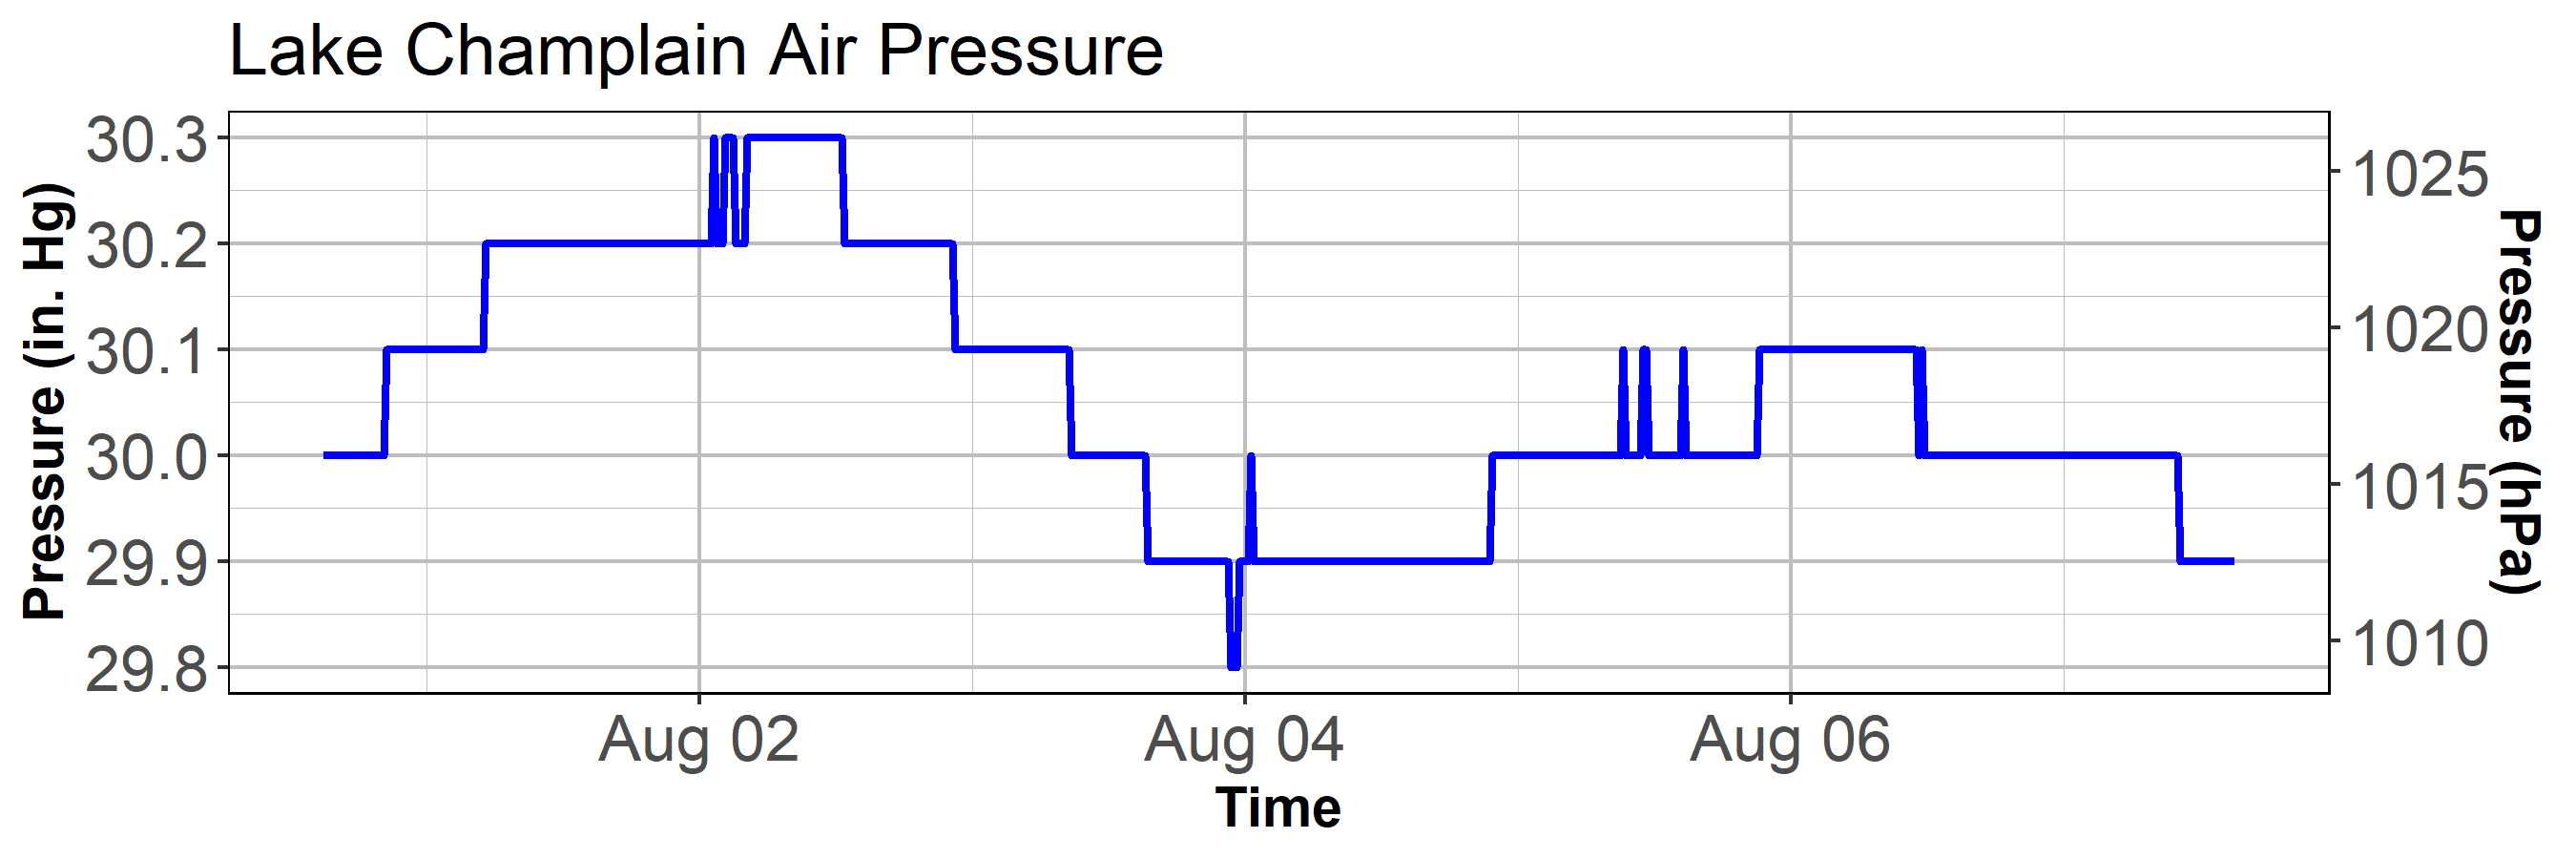 Lake Champlain Air Pressure
Pressure (in. Hg)
30.3
30.2
30.1
30.0
29.9
29.8
1025
1020
1015
1010
Pressure (hPa)
Aug 02 Aug 04 Aug 06
Time